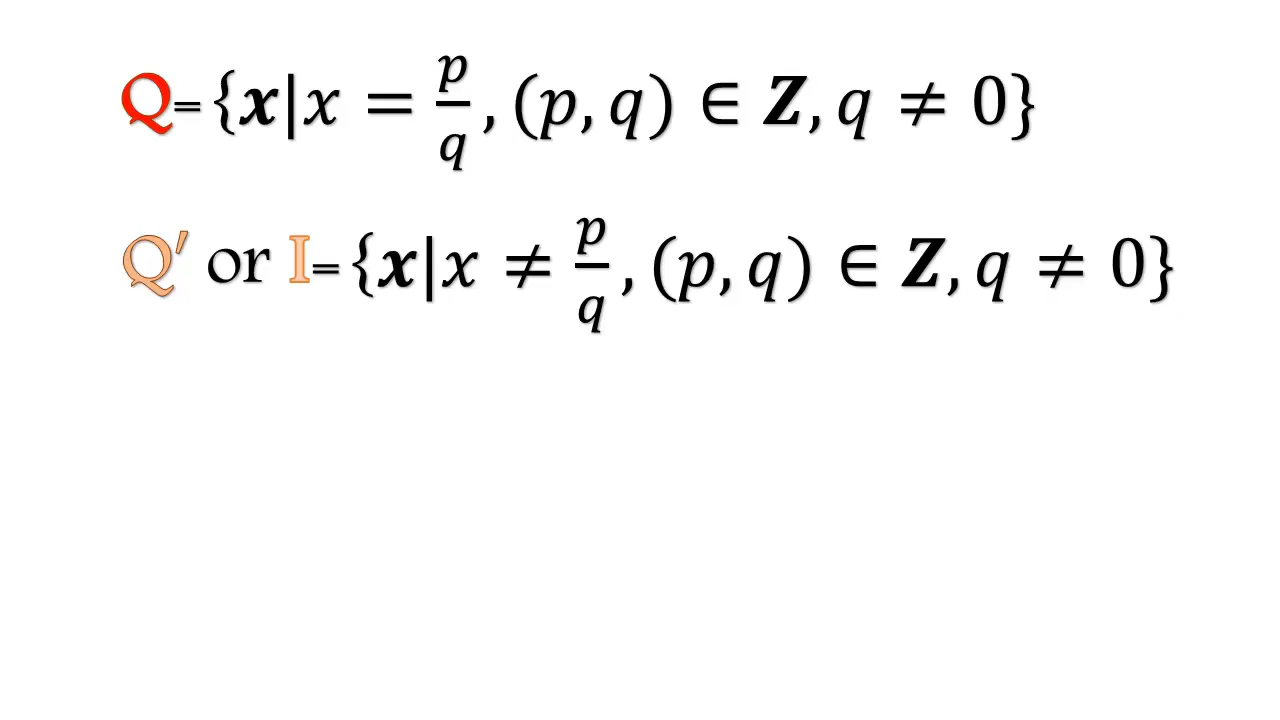 Q= {x|x = p/q, (p, q) ∈ Z, q ≠ 0}
Q′ or I= {x|x ≠ p/q, (p, q) ∈ Z, q ≠ 0}